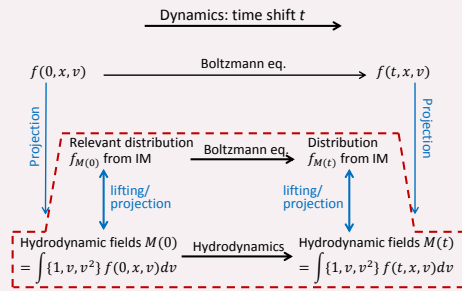 Dynamics: time shift t
Boltzmann eq.
f(0, x, v)
f(t, x, v)
Projection
Projection
Relevant distribution
f_{M(0)} from IM
Boltzmann eq.
Distribution
f_{M(t)} from IM
lifting/
projection
lifting/
projection
Hydrodynamic fields M(0)
= ∫{1, v, v²} f(0, x, v)dv
Hydrodynamics
Hydrodynamic fields M(t)
= ∫{1, v, v²} f(t, x, v)dv